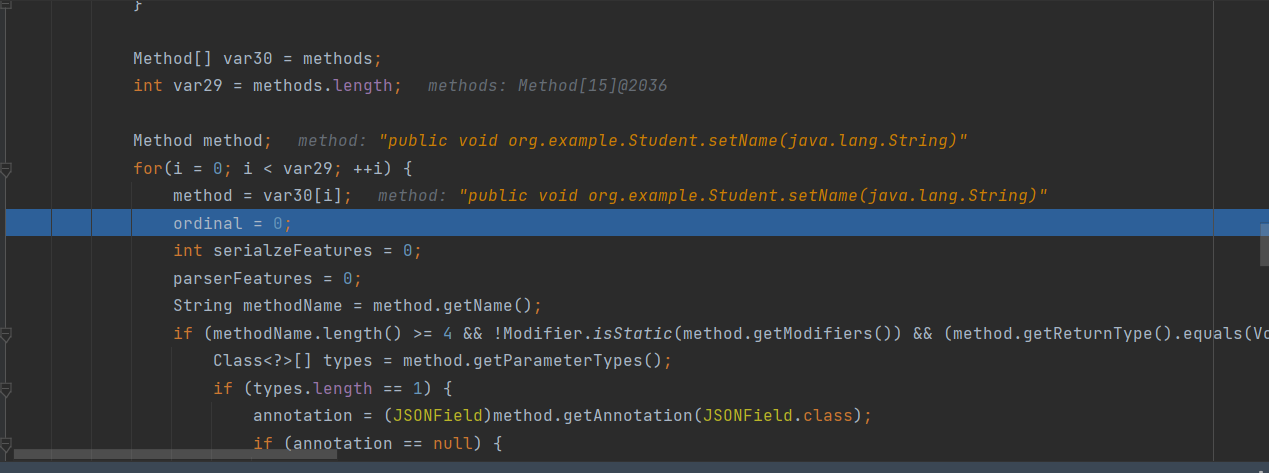 }
Method[] var30 = methods;
int var29 = methods.length; methods: Method[15]@2036
Method method; method: "public void org.example.Student.setName(java.lang.String)"
for(i = 0; i < var29; ++i) {
method = var30[i]; method: "public void org.example.Student.setName(java.lang.String)"
ordinal = 0;
int serialzeFeatures = 0;
parserFeatures = 0;
String methodName = method.getName();
if (methodName.length() >= 4 && !Modifier.isStatic(method.getModifiers()) && (method.getReturnType().equals(Vo
Class<?>[] types = method.getParameterTypes();
if (types.length == 1) {
annotation = (JSONField)method.getAnnotation(JSONField.class);
if (annotation == null) {